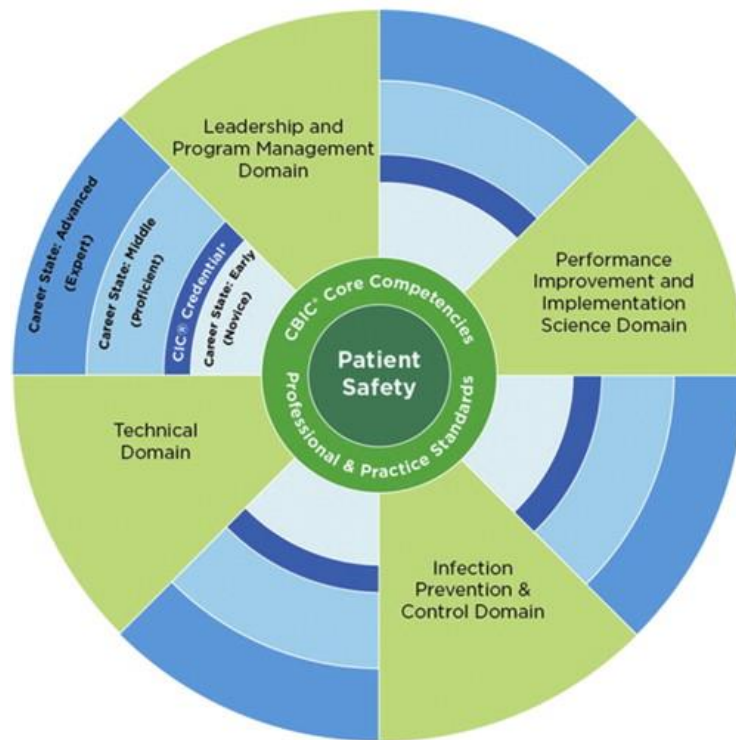 Leadership and
Program Management
Domain
Career State: Advanced
(Expert)
Career State: Middle
(Proficient)
CIC® Credential*
Career State: Early
(Novice)
Performance
Improvement and
Implementation
Science Domain
CBIC® Core Competencies
Patient
Safety
Professional & Practice Standards
Technical
Domain
Infection
Prevention &
Control Domain